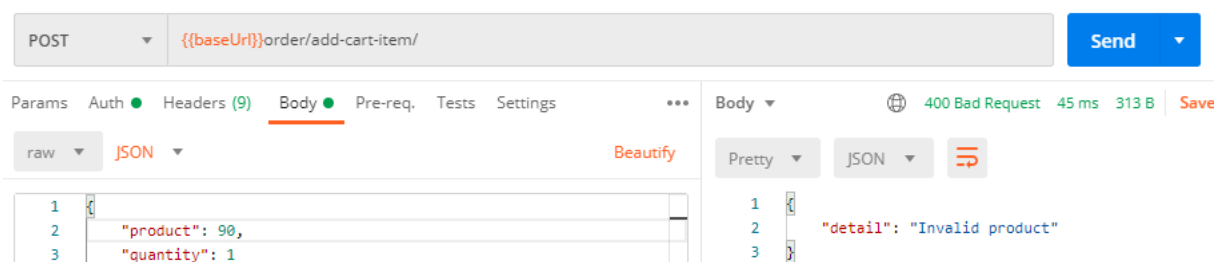 POST {{baseUrl}}order/add-cart-item/ Send
Params Auth Headers (9) Body Pre-req. Tests Settings ••• Body 400 Bad Request 45 ms 313 B Save
raw JSON Beautify Pretty JSON
1 {
2 "product": 90,
3 "quantity": 1
1 {
2 "detail": "Invalid product"
3 }